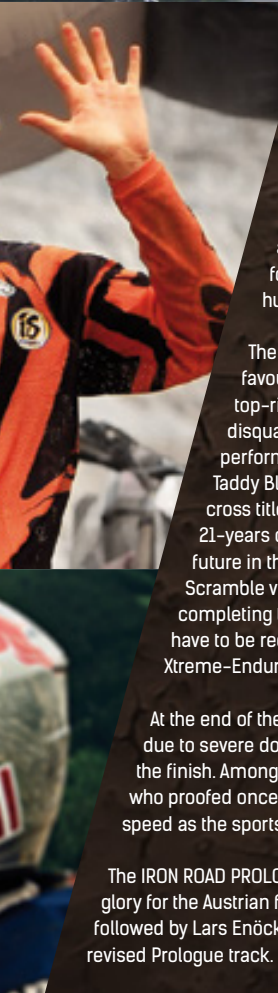 The
favou
top-ri
disqua
perform
Taddy Bl
cross title
21-years o
future in th
Scramble v
completing
have to be re
Xtreme-Endur
At the end of the
due to severe do
the finish. Among
who proofed once
speed as the sports
The IRON ROAD PROLO
glory for the Austrian f
followed by Lars Enöck
revised Prologue track.